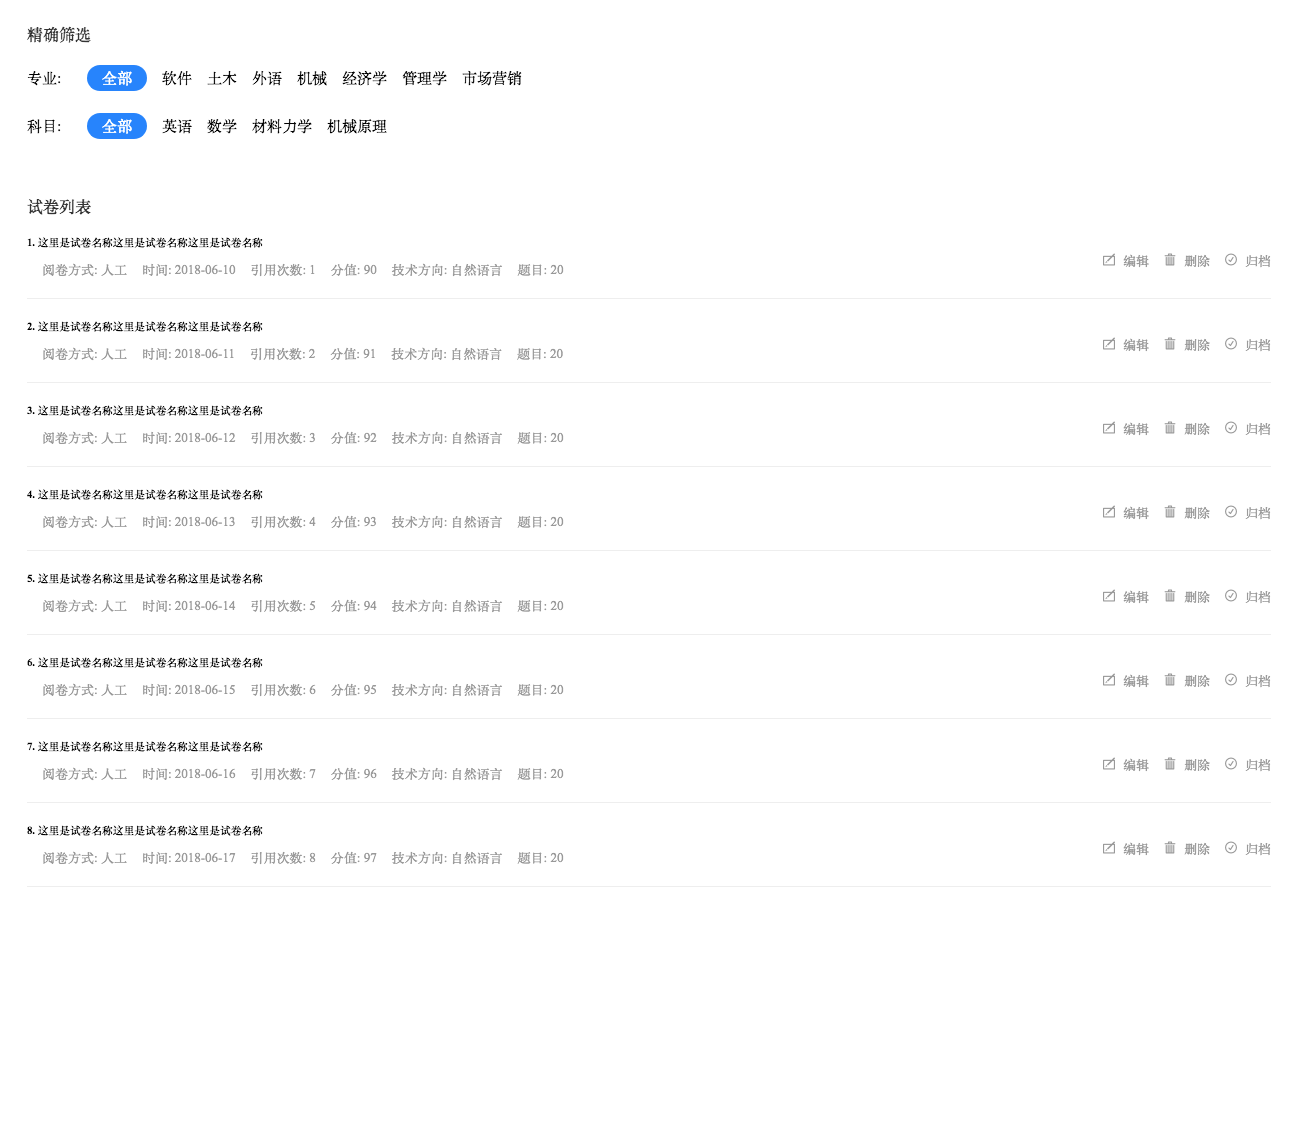 精确筛选
专业: 全部 软件 土木 外语 机械 经济学 管理学 市场营销
科目: 全部 英语 数学 材料力学 机械原理
试卷列表
1. 这里是试卷名称这里是试卷名称这里是试卷名称
阅卷方式: 人工 时间: 2018-06-10 引用次数: 1 分值: 90 技术方向: 自然语言 题目: 20 编辑 删除 归档
2. 这里是试卷名称这里是试卷名称这里是试卷名称
阅卷方式: 人工 时间: 2018-06-11 引用次数: 2 分值: 91 技术方向: 自然语言 题目: 20 编辑 删除 归档
3. 这里是试卷名称这里是试卷名称这里是试卷名称
阅卷方式: 人工 时间: 2018-06-12 引用次数: 3 分值: 92 技术方向: 自然语言 题目: 20 编辑 删除 归档
4. 这里是试卷名称这里是试卷名称这里是试卷名称
阅卷方式: 人工 时间: 2018-06-13 引用次数: 4 分值: 93 技术方向: 自然语言 题目: 20 编辑 删除 归档
5. 这里是试卷名称这里是试卷名称这里是试卷名称
阅卷方式: 人工 时间: 2018-06-14 引用次数: 5 分值: 94 技术方向: 自然语言 题目: 20 编辑 删除 归档
6. 这里是试卷名称这里是试卷名称这里是试卷名称
阅卷方式: 人工 时间: 2018-06-15 引用次数: 6 分值: 95 技术方向: 自然语言 题目: 20 编辑 删除 归档
7. 这里是试卷名称这里是试卷名称这里是试卷名称
阅卷方式: 人工 时间: 2018-06-16 引用次数: 7 分值: 96 技术方向: 自然语言 题目: 20 编辑 删除 归档
8. 这里是试卷名称这里是试卷名称这里是试卷名称
阅卷方式: 人工 时间: 2018-06-17 引用次数: 8 分值: 97 技术方向: 自然语言 题目: 20 编辑 删除 归档